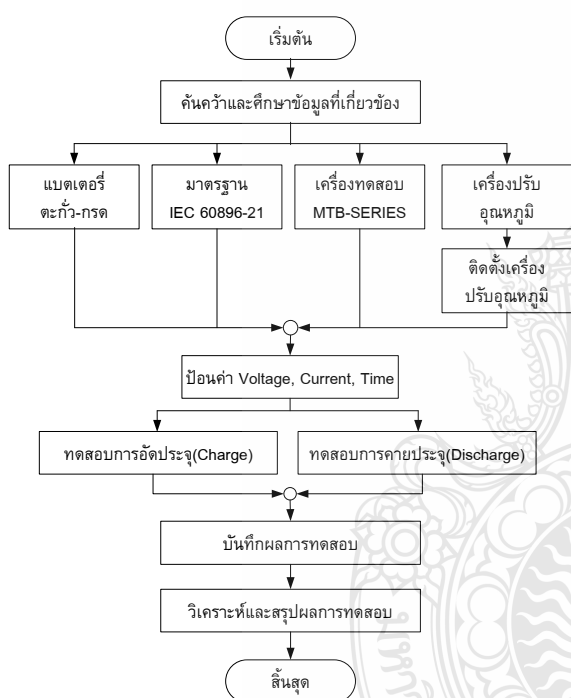 เริ่มต้น
ค้นคว้าและศึกษาข้อมูลที่เกี่ยวข้อง
แบตเตอรี่
ตะกั่ว-กรด
มาตรฐาน
IEC 60896-21
เครื่องทดสอบ
MTB-SERIES
เครื่องปรับ
อุณหภูมิ
ติดตั้งเครื่อง
ปรับอุณหภูมิ
ป้อนค่า Voltage, Current, Time
ทดสอบการอัดประจุ(Charge)
ทดสอบการคายประจุ(Discharge)
บันทึกผลการทดสอบ
วิเคราะห์และสรุปผลการทดสอบ
สิ้นสุด